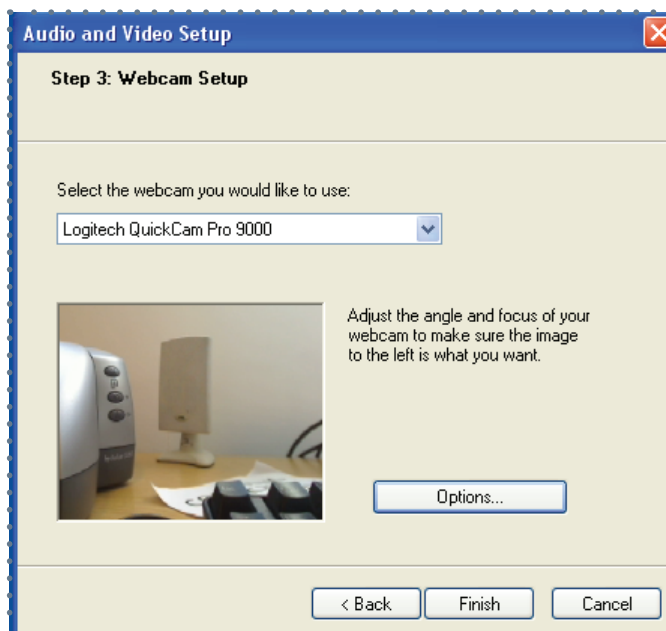 Audio and Video Setup
Step 3: Webcam Setup
Select the webcam you would like to use:
Logitech QuickCam Pro 9000
Adjust the angle and focus of your
webcam to make sure the image
to the left is what you want.
Options...
< Back
Finish
Cancel